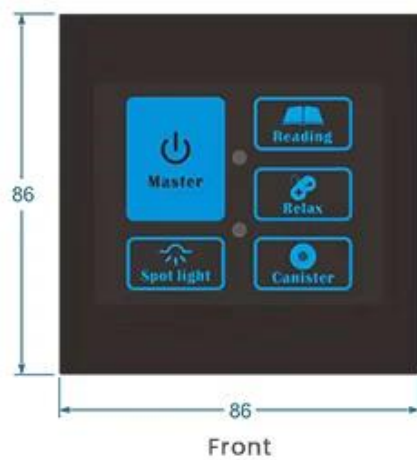 86
Master
Reading
Relax
Spot light
Canister
86
Front